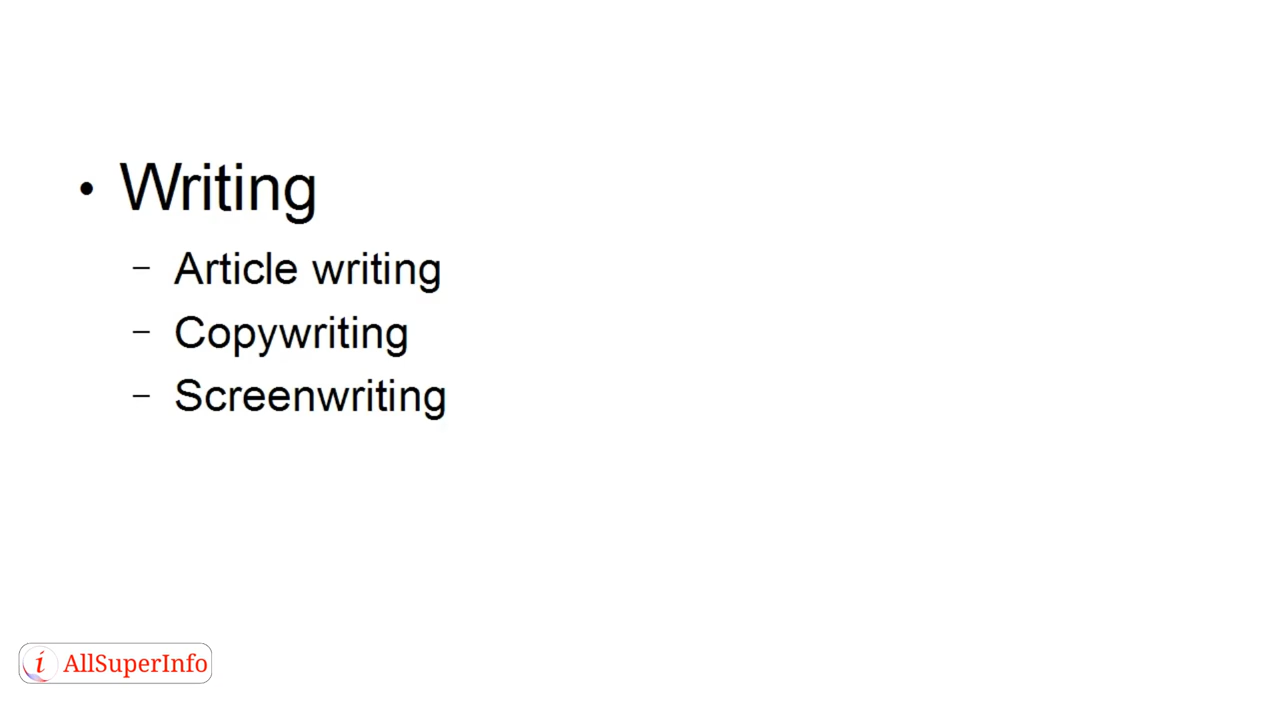 • Writing
– Article writing
– Copywriting
– Screenwriting
i AllSuperInfo